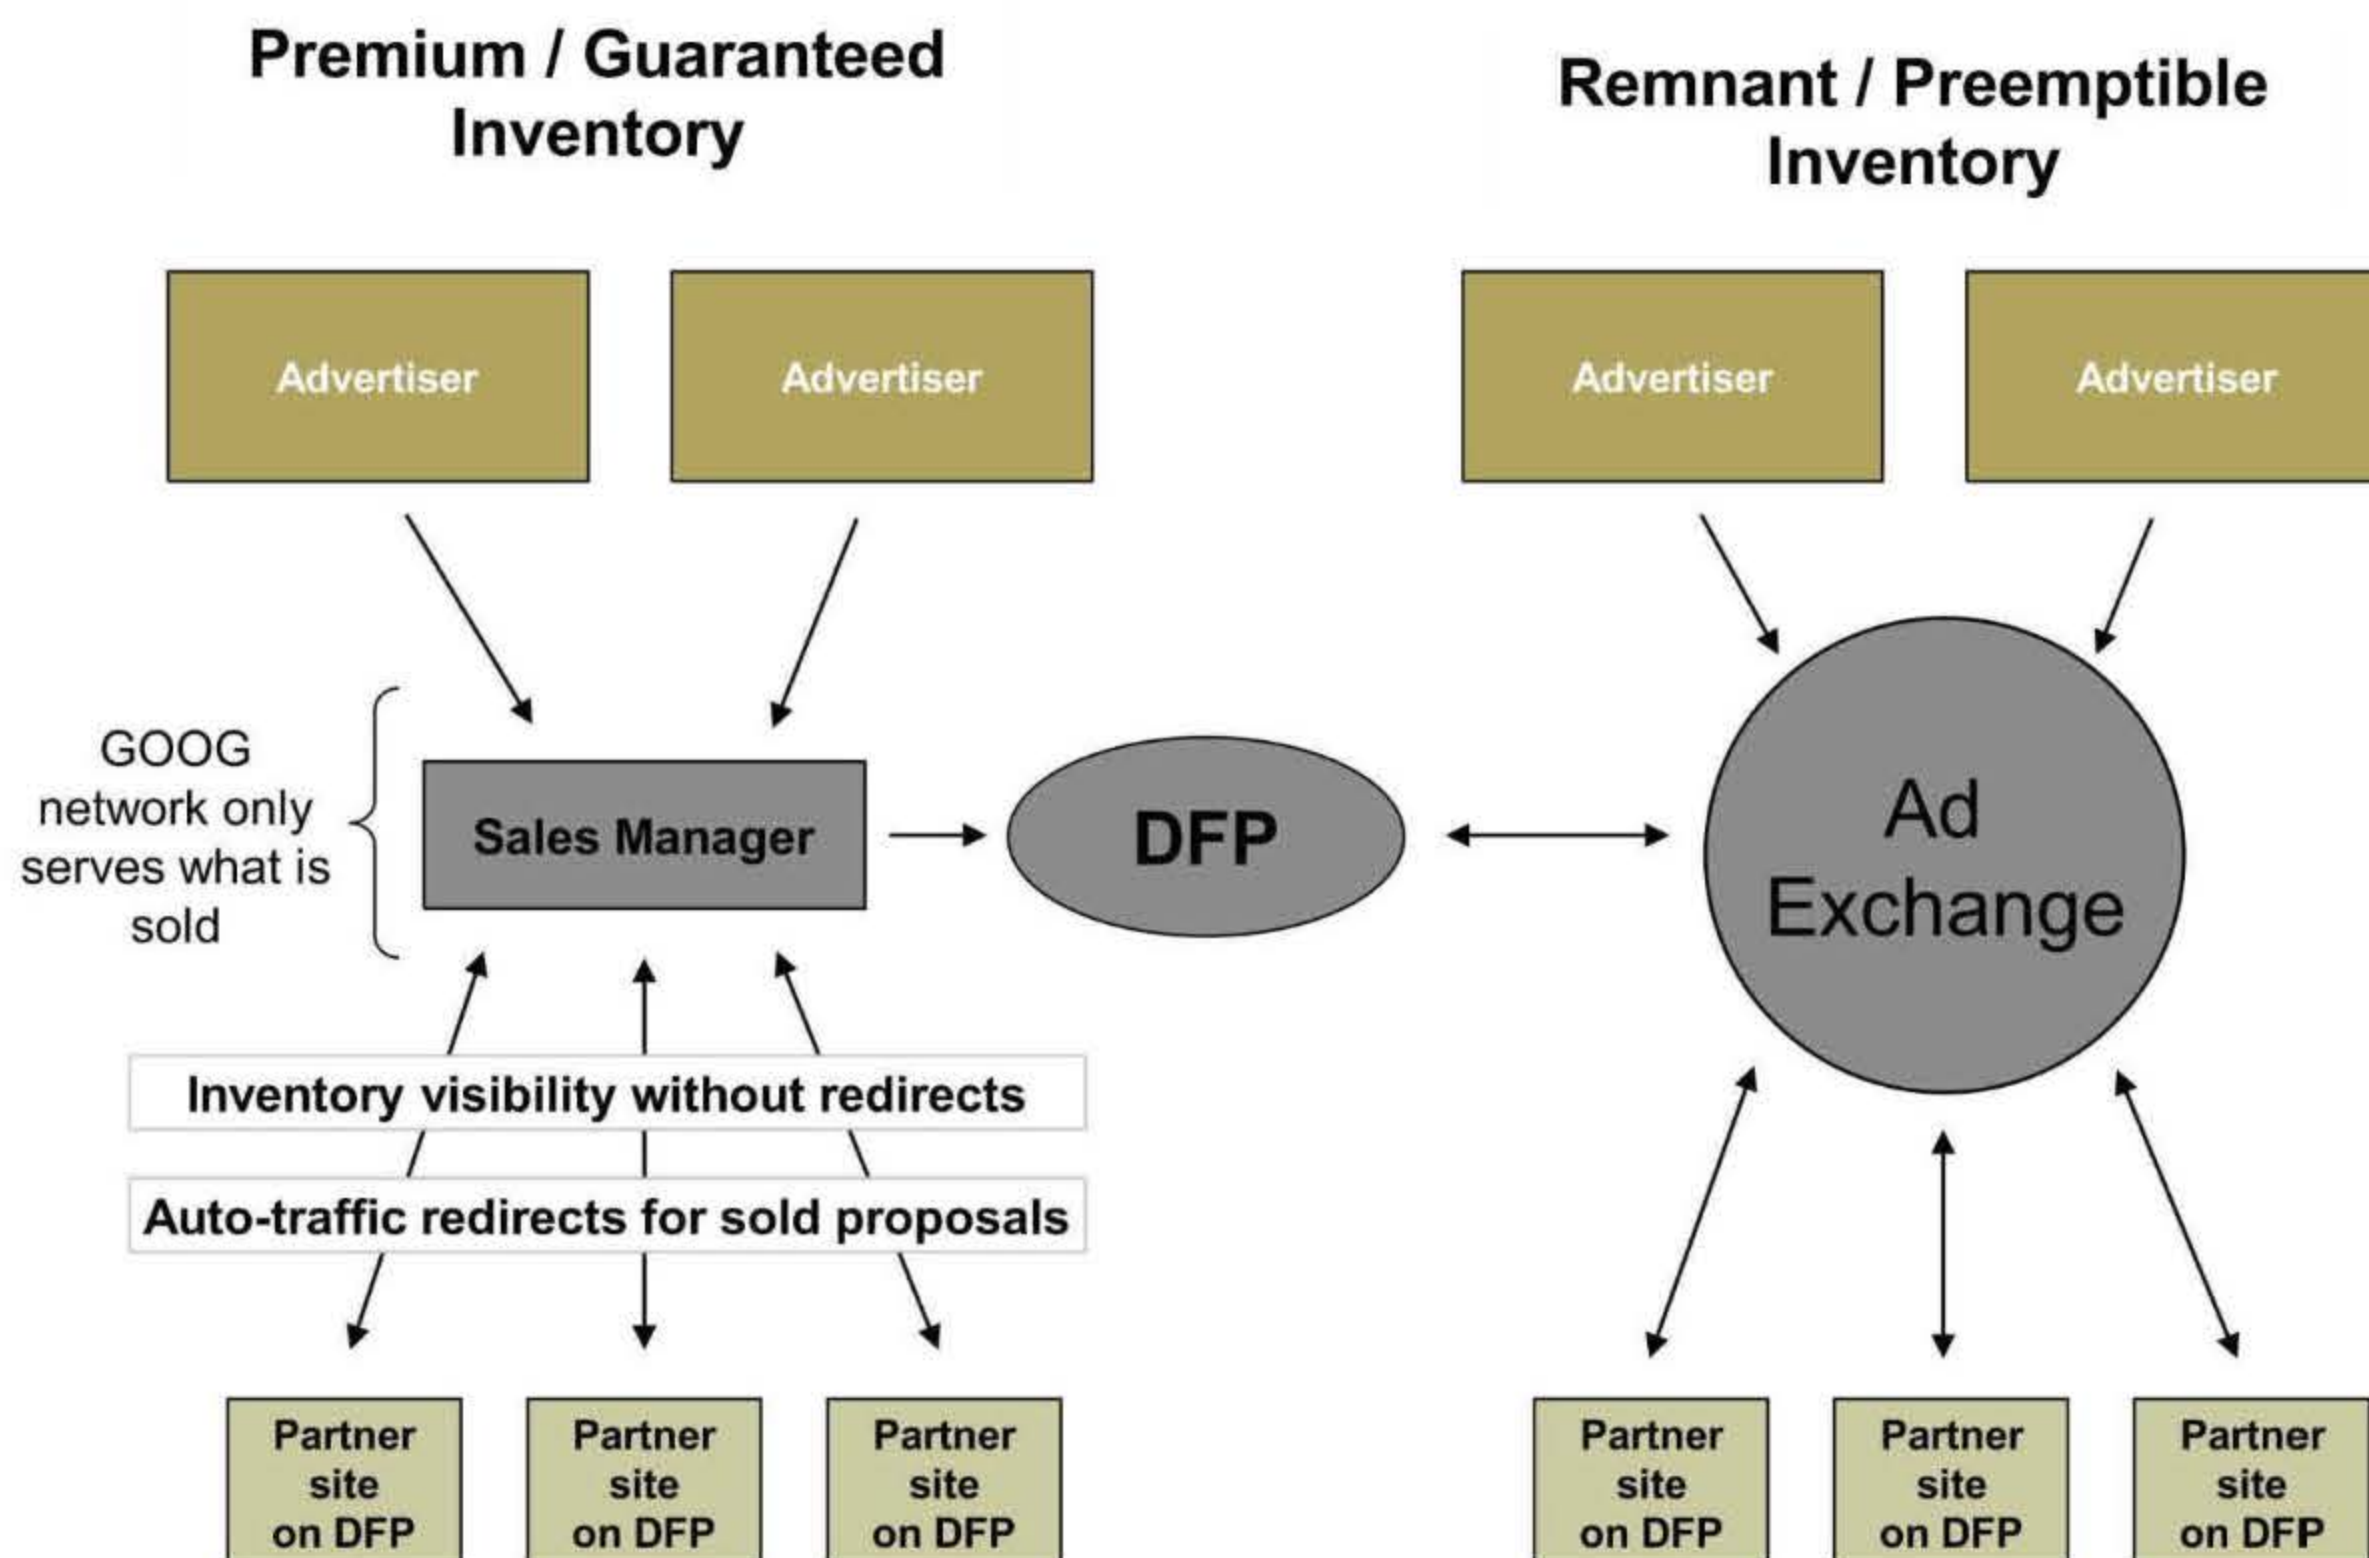 Premium / Guaranteed
Inventory
Remnant / Preemptible
Inventory
Advertiser
Advertiser
Advertiser
Advertiser
GOOG
network only
serves what is
sold
Sales Manager
DFP
Ad
Exchange
Inventory visibility without redirects
Auto-traffic redirects for sold proposals
Partner
site
on DFP
Partner
site
on DFP
Partner
site
on DFP
Partner
site
on DFP
Partner
site
on DFP
Partner
site
on DFP